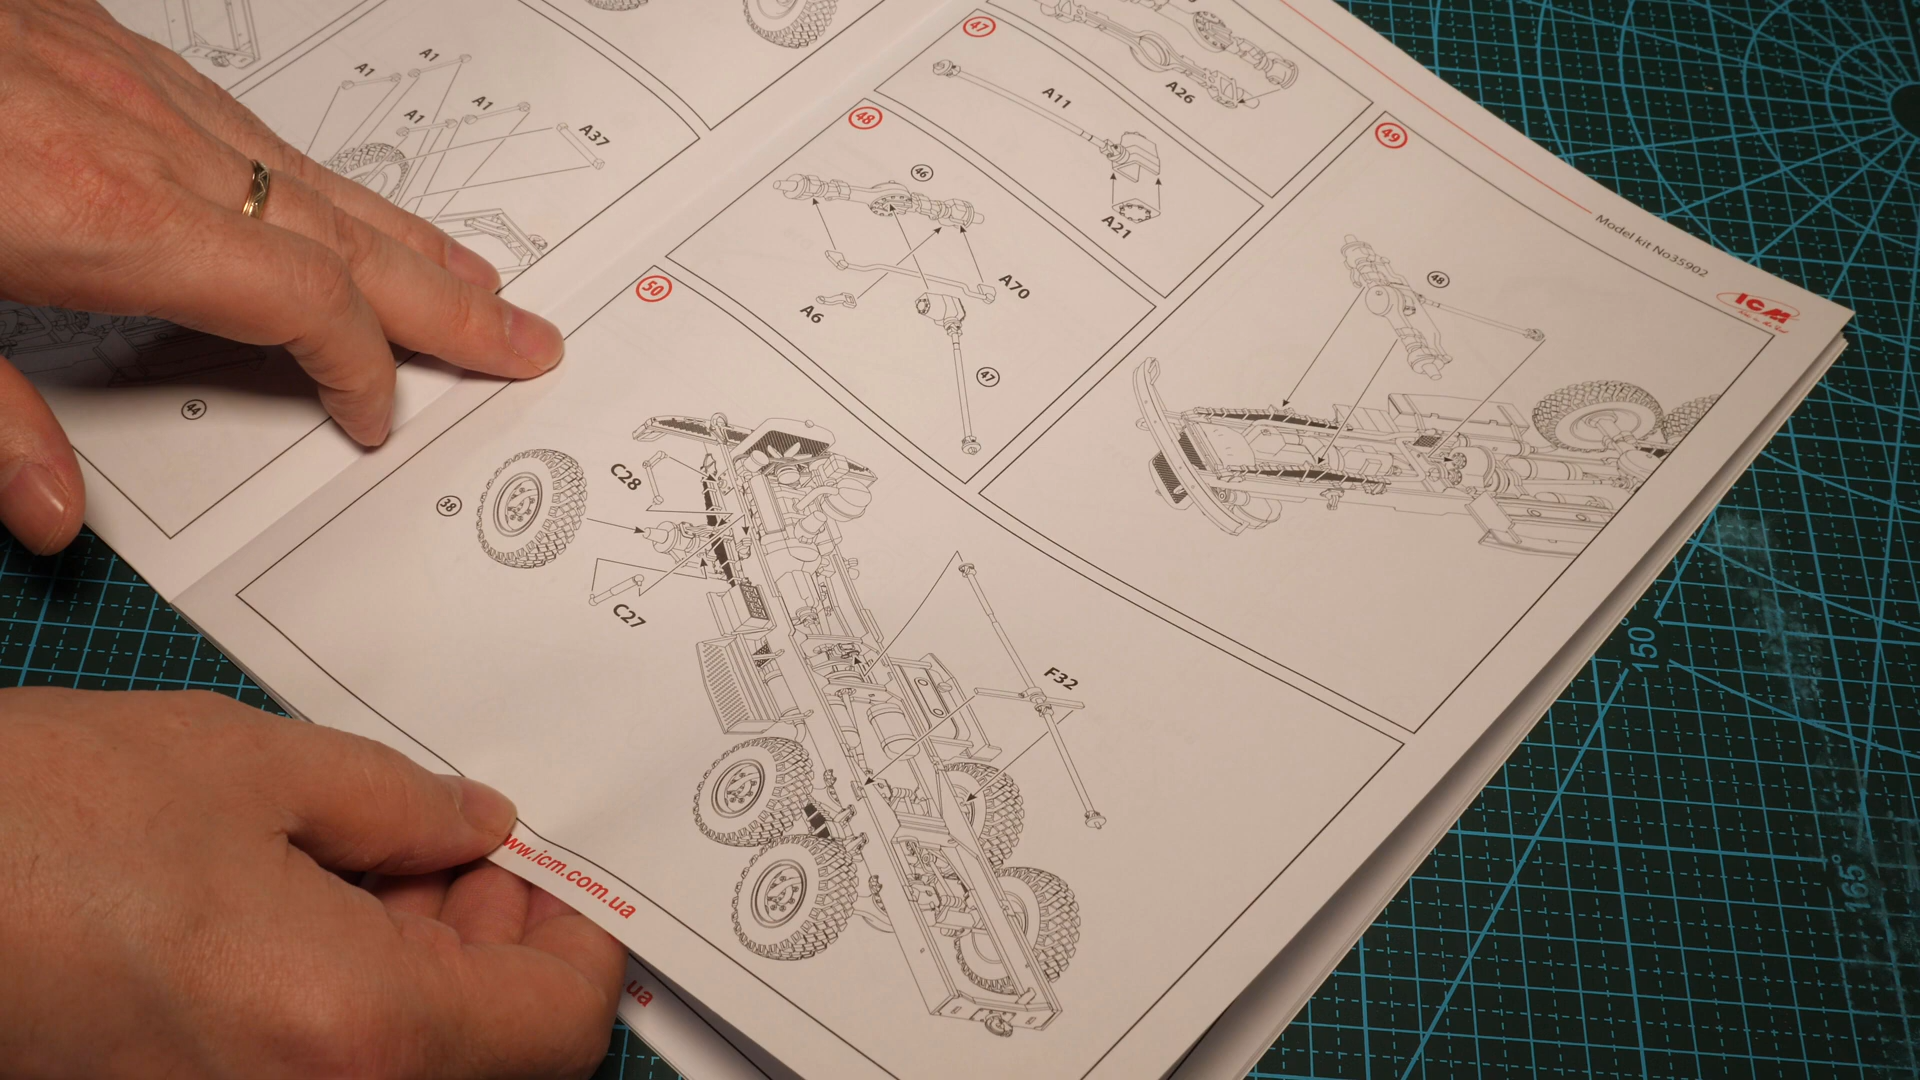 A1
A1
A1
A1
A37
44
47
A11
A26
A21
48
46
A70
A6
47
49
Model kit No35902
ICM
48
50
38
C28
C27
F32
www.icm.com.ua
ua
150°
165°